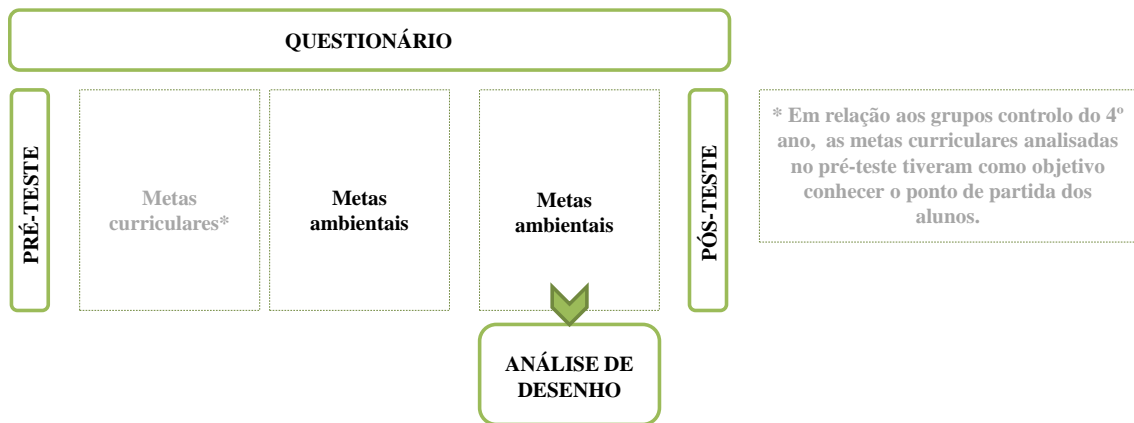 QUESTIONÁRIO
PRÉ-TESTE
Metas
curriculares*
Metas
ambientais
Metas
ambientais
PÓS-TESTE
* Em relação aos grupos controlo do 4º
ano, as metas curriculares analisadas
no pré-teste tiveram como objetivo
conhecer o ponto de partida dos
alunos.
ANÁLISE DE
DESENHO